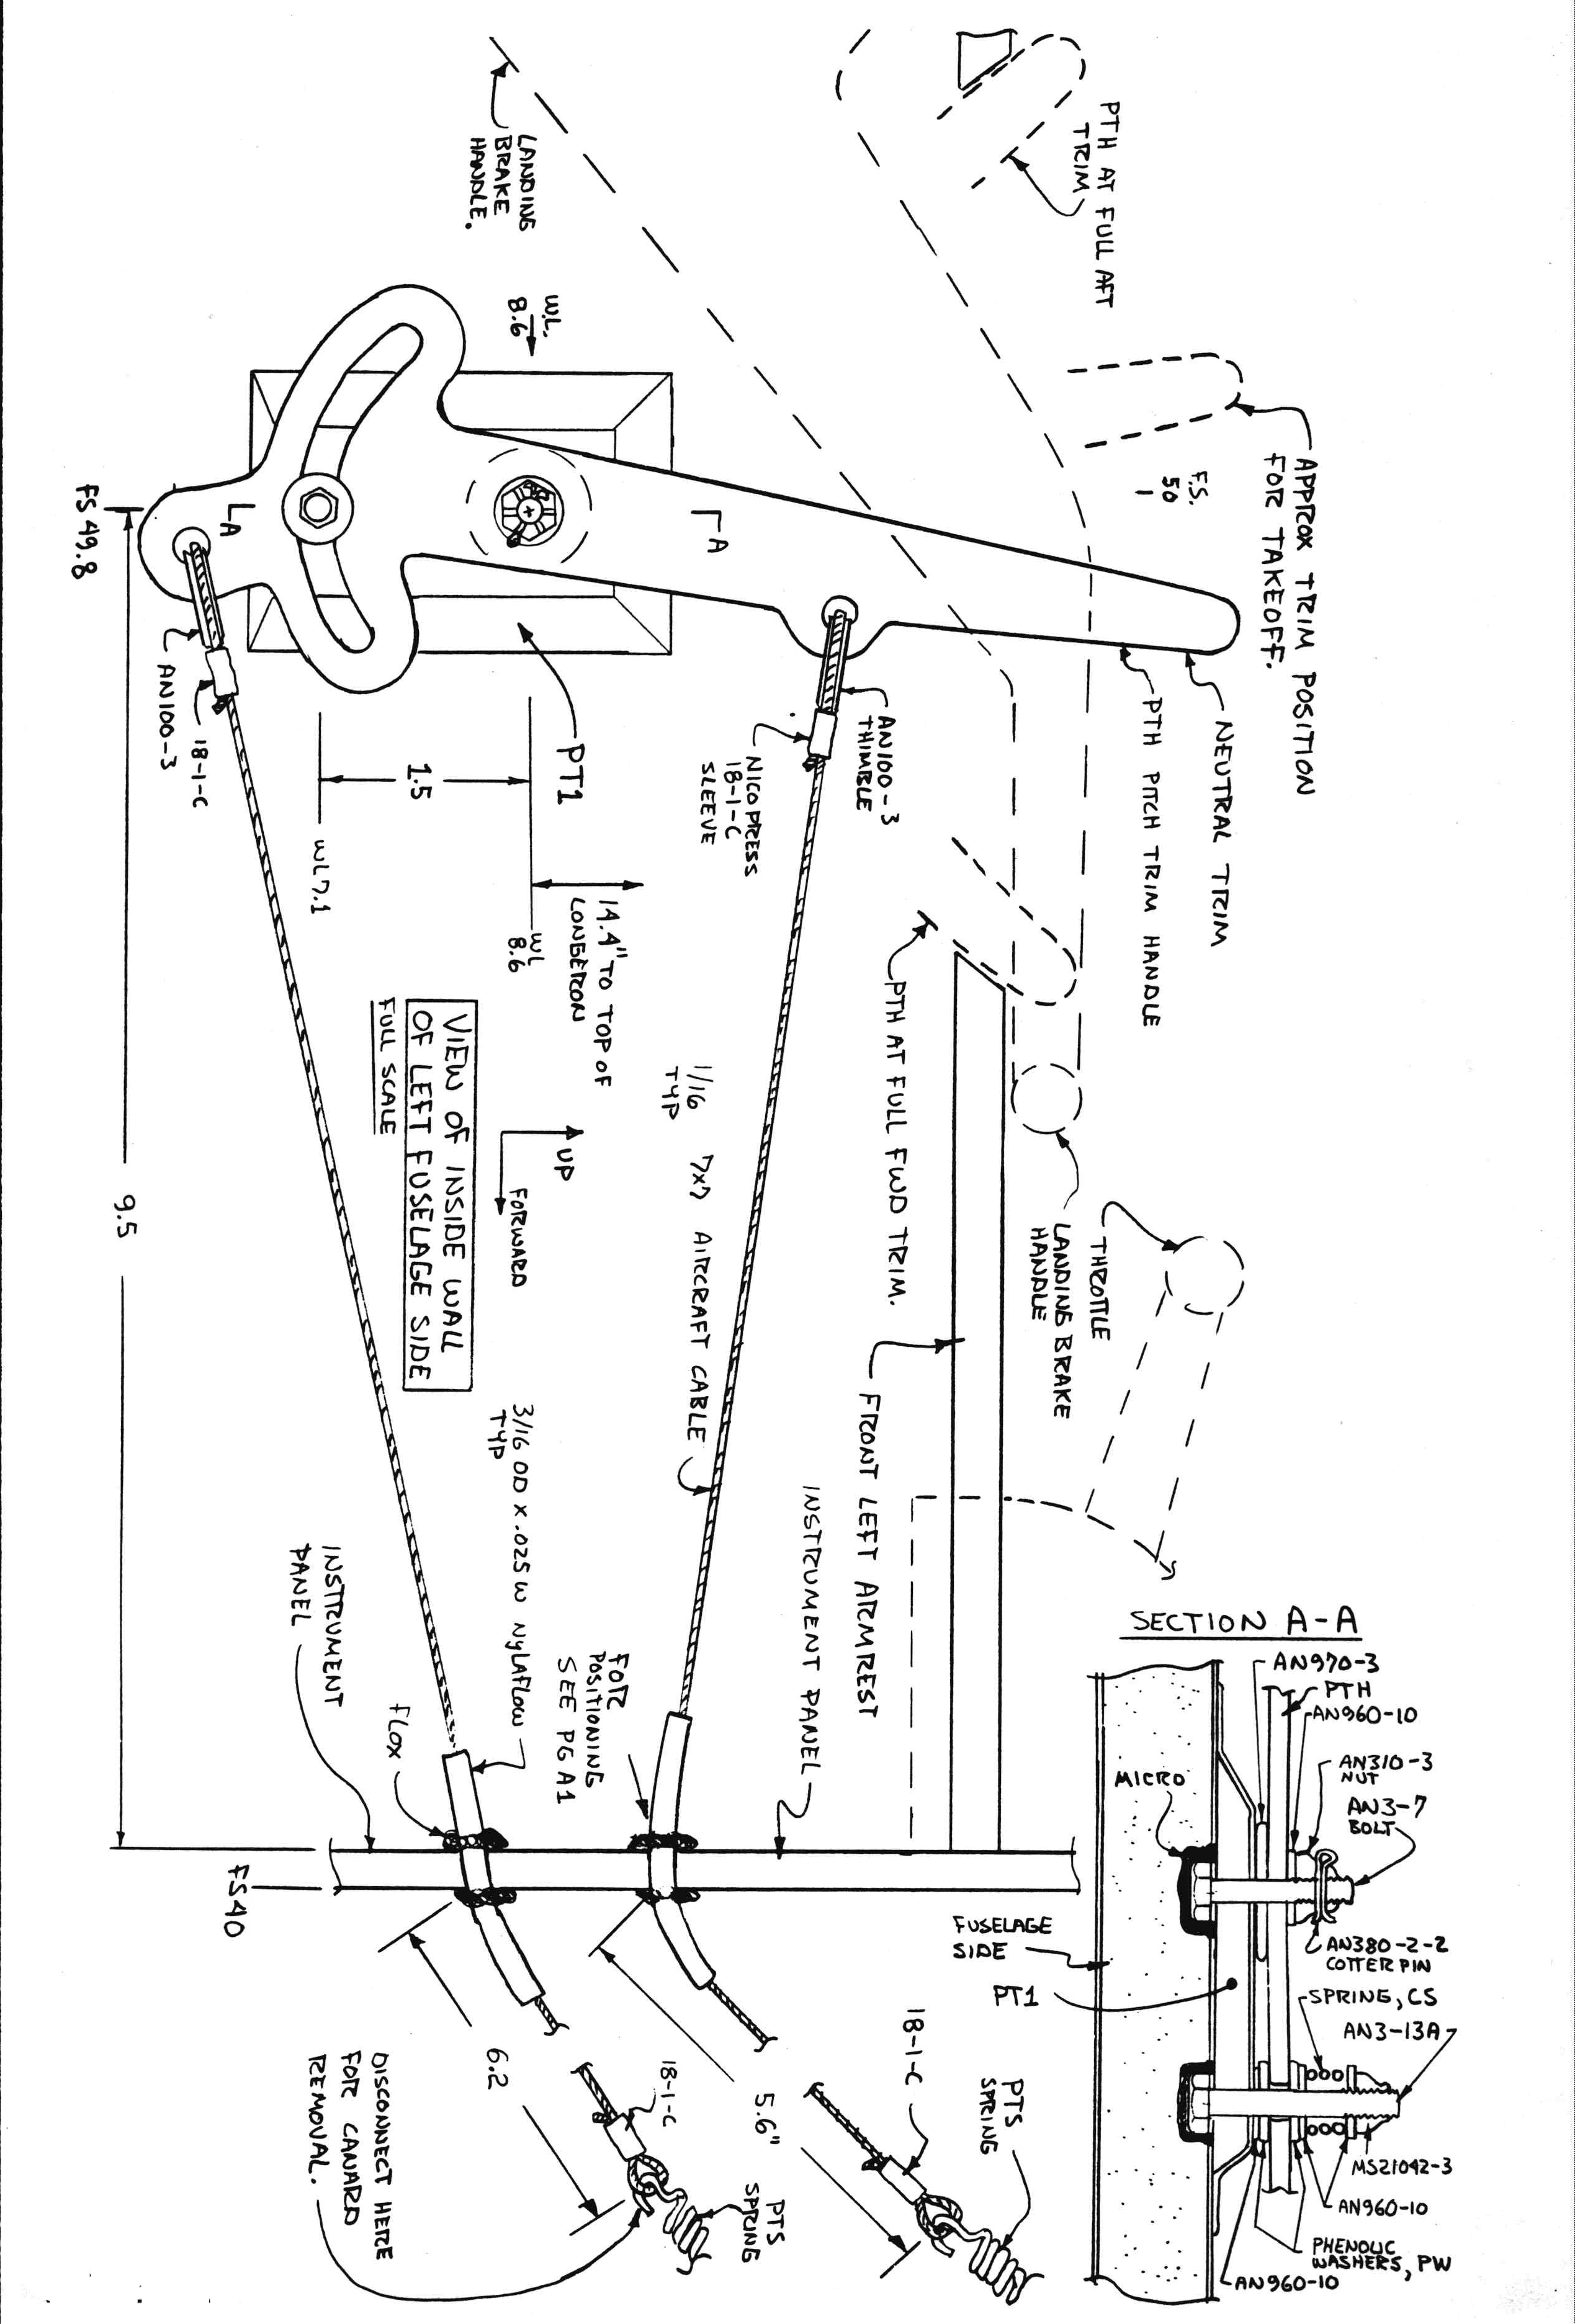 PTH AT FULL AFT
TRIM
LANDING
BRAKE
HANDLE.
W.L.
8.6
F.S.
50
1
APPROX TRIM POSITION
FOR TAKEOFF.
NEUTRAL TRIM
PTH PITCH TRIM HANDLE
A
A
FS 49.8
AN100-3
18-1-C
PT1
1.5
WL 7.1
AN100-3
THIMBLE
NICOPRESS
18-1-C
SLEEVE
14.4" TO TOP OF
LONGERON
WL
8.6
PTH AT FULL FWD TRIM.
LANDING BRAKE
HANDLE
THROTTLE
VIEW OF INSIDE WALL
OF LEFT FUSELAGE SIDE
FULL SCALE
UP
FORWARD
1/16 7x7 AIRCRAFT CABLE
TYP
9.5
FRONT LEFT ARMREST
INSTRUMENT PANEL
3/16 OD X .025 W NYLAFLOW
TYP
FOR
POSITIONING
SEE PG A1
INSTRUMENT
PANEL
FLOX
FS40
6.2
5.6"
18-1-C
PTS
SPRING
18-1-C
PTS
SPRING
DISCONNECT HERE
FOR CANARD
REMOVAL.
SECTION A-A
AN970-3
PTH
AN960-10
AN310-3
NUT
AN3-7
BOLT
MICRO
FUSELAGE
SIDE
PT1
AN380-2-2
COTTER PIN
SPRING, CS
AN3-13A
MS21042-3
AN960-10
PHENOLIC
WASHERS, PW
AN960-10